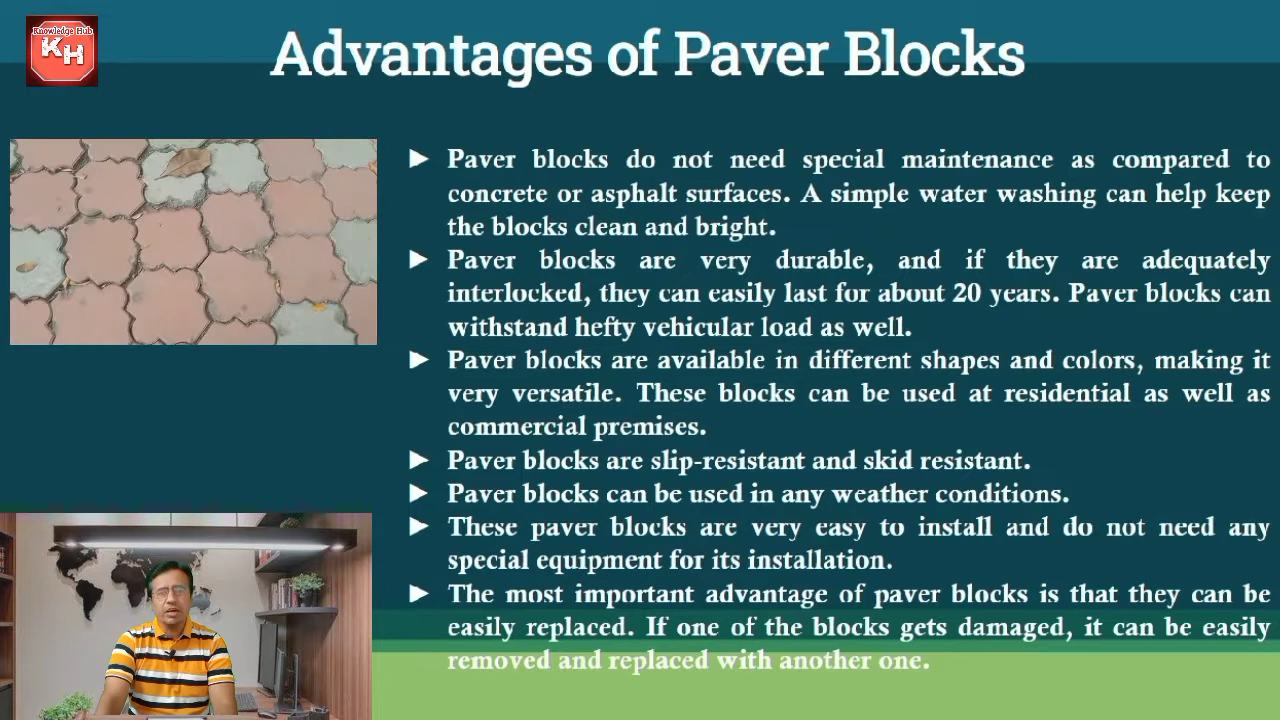 Knowledge Hub
KH
Advantages of Paver Blocks
► Paver blocks do not need special maintenance as compared to
concrete or asphalt surfaces. A simple water washing can help keep
the blocks clean and bright.
► Paver blocks are very durable, and if they are adequately
interlocked, they can easily last for about 20 years. Paver blocks can
withstand hefty vehicular load as well.
► Paver blocks are available in different shapes and colors, making it
very versatile. These blocks can be used at residential as well as
commercial premises.
► Paver blocks are slip-resistant and skid resistant.
► Paver blocks can be used in any weather conditions.
► These paver blocks are very easy to install and do not need any
special equipment for its installation.
► The most important advantage of paver blocks is that they can be
easily replaced. If one of the blocks gets damaged, it can be easily
removed and replaced with another one.